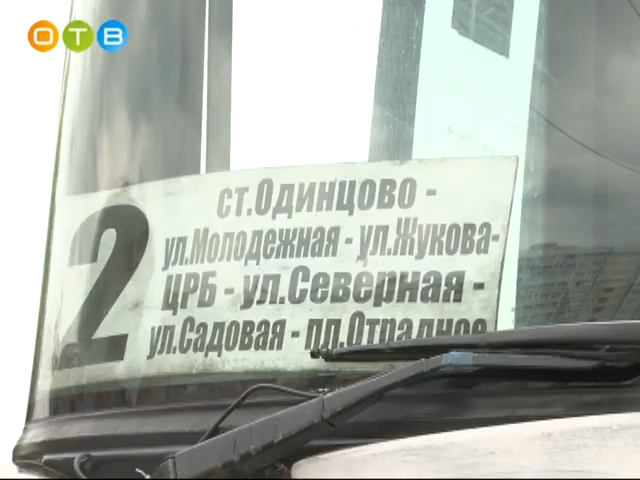 ОТВ
2
ст.Одинцово -
ул.Молодежная - ул.Жукова-
ЦРБ - ул.Северная -
ул.Садовая - пл.Отрадное